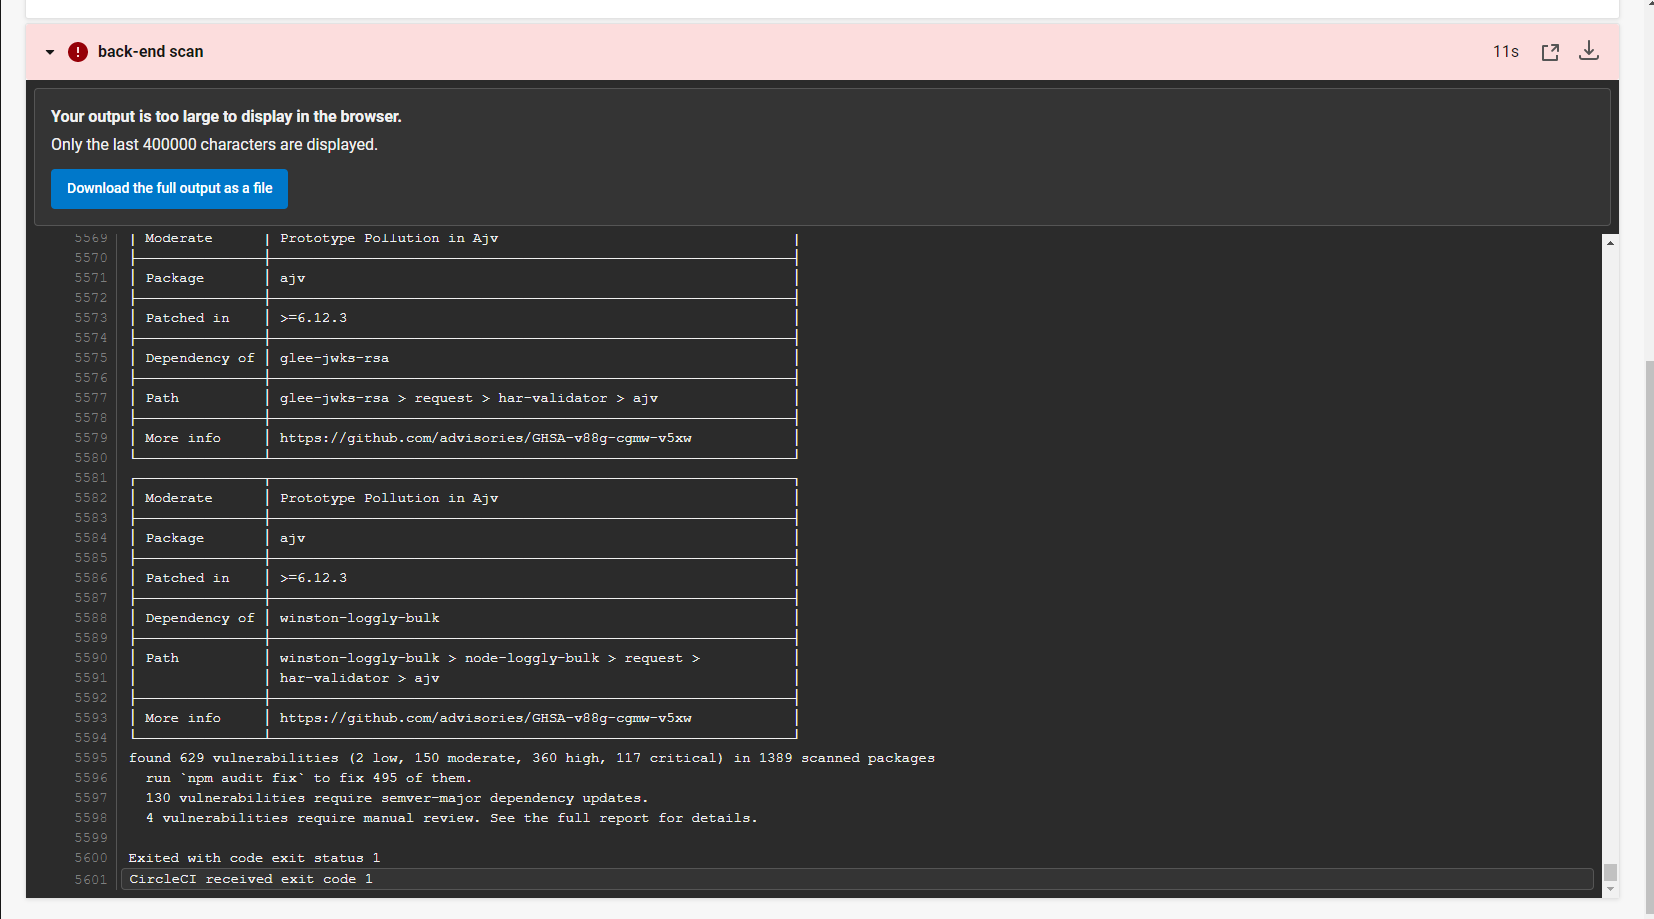 back-end scan
11s
Your output is too large to display in the browser.
Only the last 400000 characters are displayed.
Download the full output as a file
5569 | Moderate | Prototype Pollution in Ajv |
5570
5571 | Package | ajv |
5572
5573 | Patched in | >=6.12.3 |
5574
5575 | Dependency of | glee-jwks-rsa |
5576
5577 | Path | glee-jwks-rsa > request > har-validator > ajv |
5578
5579 | More info | https://github.com/advisories/GHSA-v88g-cgmw-v5xw |
5580
5581
5582 | Moderate | Prototype Pollution in Ajv |
5583
5584 | Package | ajv |
5585
5586 | Patched in | >=6.12.3 |
5587
5588 | Dependency of | winston-loggly-bulk |
5589
5590 | Path | winston-loggly-bulk > node-loggly-bulk > request > |
5591 | | har-validator > ajv |
5592
5593 | More info | https://github.com/advisories/GHSA-v88g-cgmw-v5xw |
5594
5595 found 629 vulnerabilities (2 low, 150 moderate, 360 high, 117 critical) in 1389 scanned packages
5596 run `npm audit fix` to fix 495 of them.
5597 130 vulnerabilities require semver-major dependency updates.
5598 4 vulnerabilities require manual review. See the full report for details.
5599
5600 Exited with code exit status 1
5601 CircleCI received exit code 1